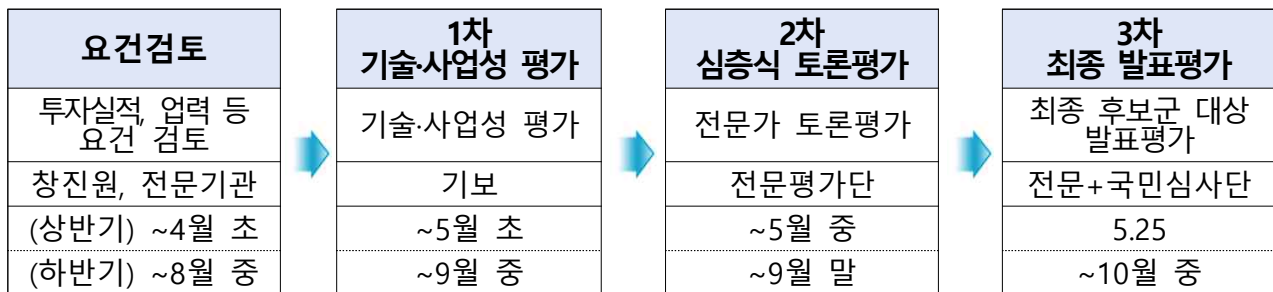 요건검토
투자실적, 업력 등
요건 검토
창진원, 전문기관
(상반기) ~4월 초
(하반기) ~8월 중
1차
기술·사업성 평가
기술·사업성 평가
기보
~5월 초
~9월 중
2차
심층식 토론평가
전문가 토론평가
전문평가단
~5월 중
~9월 말
3차
최종 발표평가
최종 후보군 대상
발표평가
전문+국민심사단
5.25
~10월 중